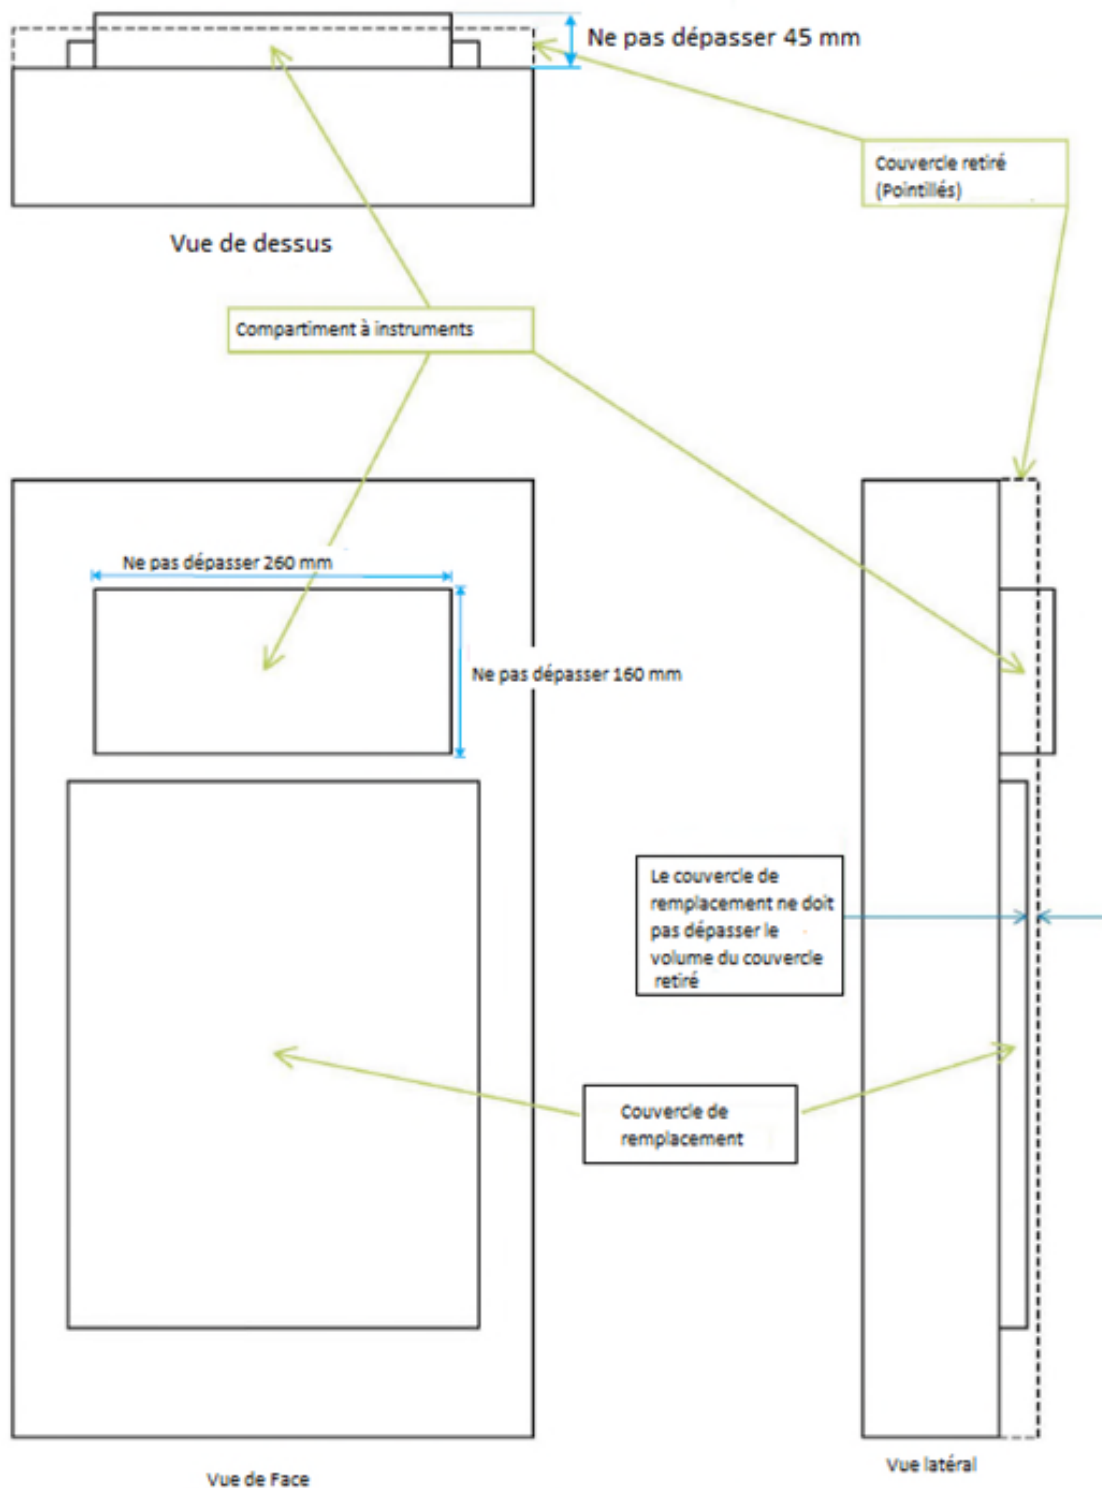 Ne pas dépasser 45 mm
Couvercle retiré
(Pointillés)
Vue de dessus
Compartiment à instruments
Ne pas dépasser 260 mm
Ne pas dépasser 160 mm
Le couvercle de
remplacement ne doit
pas dépasser le
volume du couvercle
retiré
Couvercle de
remplacement
Vue de Face
Vue latéral